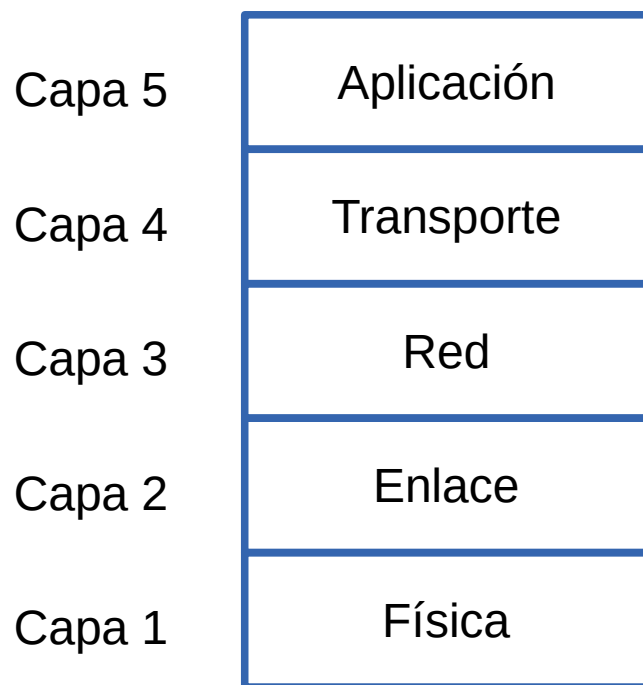 Capa 5 Aplicación
Capa 4 Transporte
Capa 3 Red
Capa 2 Enlace
Capa 1 Física